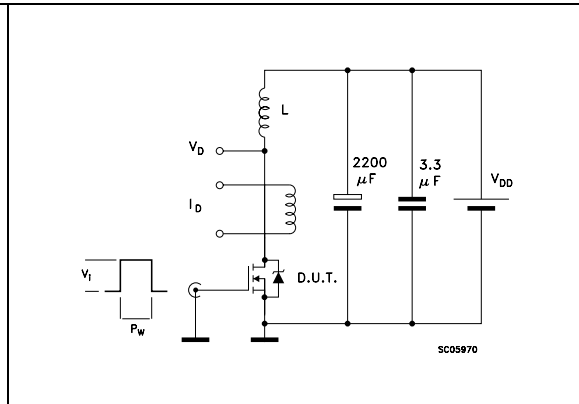 L
V_D
2200
μF
3.3
μF
V_DD
I_D
D.U.T.
V_i
P_W
SC05970